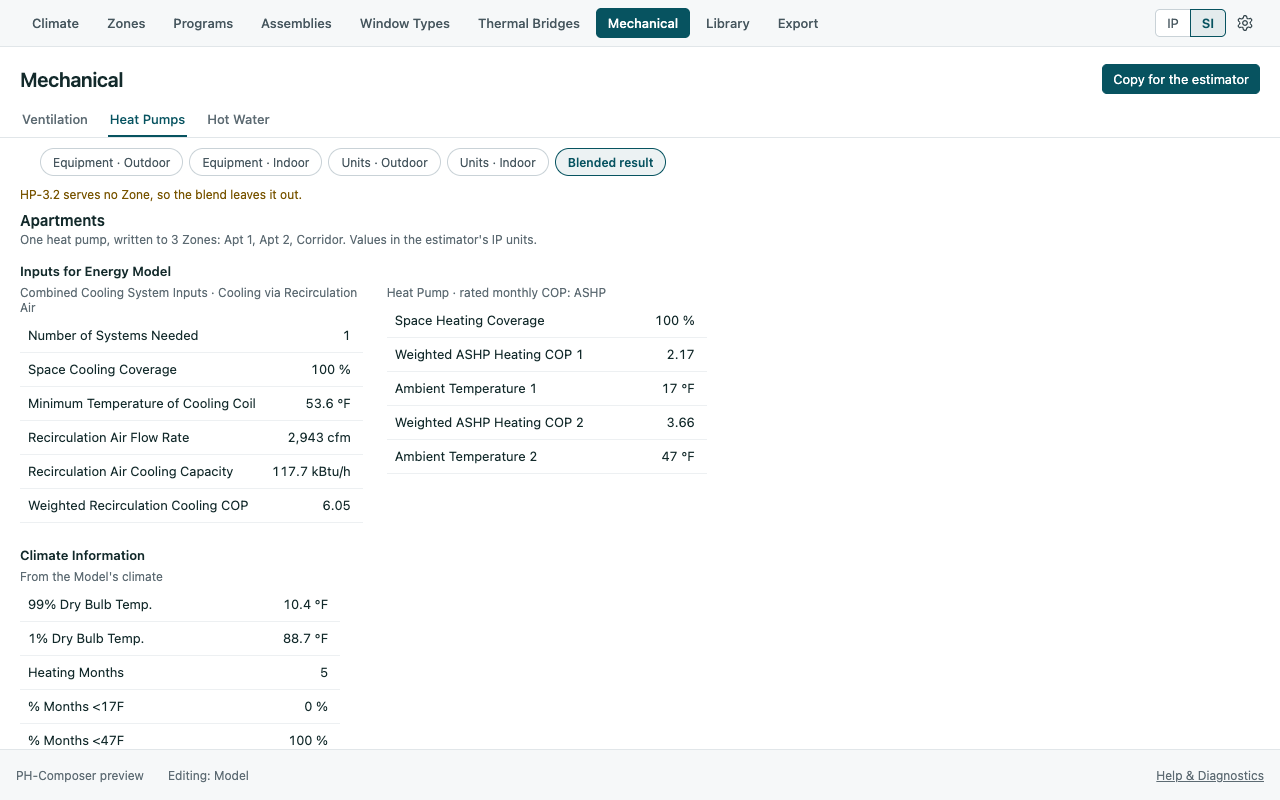 Climate
Zones
Programs
Assemblies
Window Types
Thermal Bridges
Mechanical
Library
Export
IP
SI
Mechanical
Copy for the estimator
Ventilation
Heat Pumps
Hot Water
Equipment · Outdoor
Equipment · Indoor
Units · Outdoor
Units · Indoor
Blended result
HP-3.2 serves no Zone, so the blend leaves it out.
Apartments
One heat pump, written to 3 Zones: Apt 1, Apt 2, Corridor. Values in the estimator's IP units.
Inputs for Energy Model
Combined Cooling System Inputs · Cooling via Recirculation
Air
Number of Systems Needed 1
Space Cooling Coverage 100 %
Minimum Temperature of Cooling Coil 53.6 °F
Recirculation Air Flow Rate 2,943 cfm
Recirculation Air Cooling Capacity 117.7 kBtu/h
Weighted Recirculation Cooling COP 6.05
Heat Pump · rated monthly COP: ASHP
Space Heating Coverage 100 %
Weighted ASHP Heating COP 1 2.17
Ambient Temperature 1 17 °F
Weighted ASHP Heating COP 2 3.66
Ambient Temperature 2 47 °F
Climate Information
From the Model's climate
99% Dry Bulb Temp. 10.4 °F
1% Dry Bulb Temp. 88.7 °F
Heating Months 5
% Months <17F 0 %
% Months <47F 100 %
PH-Composer preview
Editing: Model
Help & Diagnostics